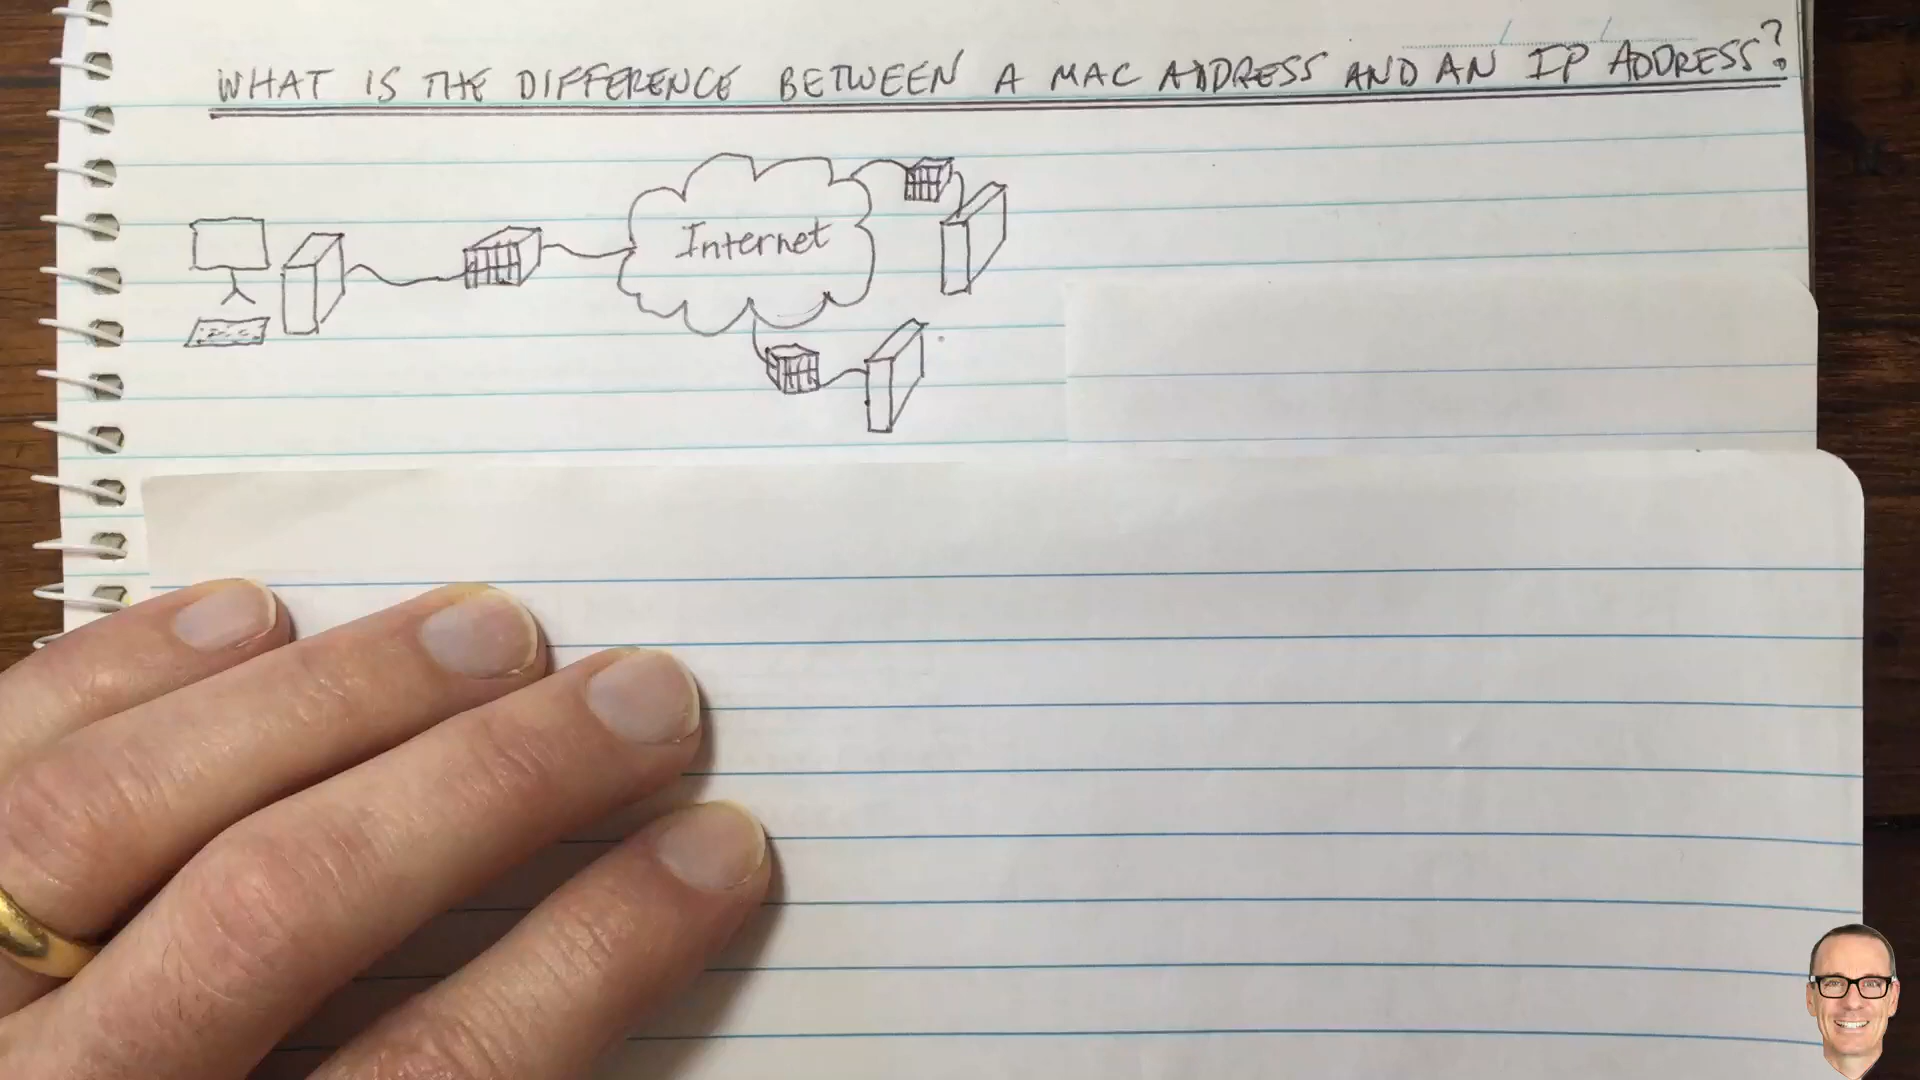 WHAT IS THE DIFFERENCE BETWEEN A MAC ADDRESS AND AN IP ADDRESS?
Internet